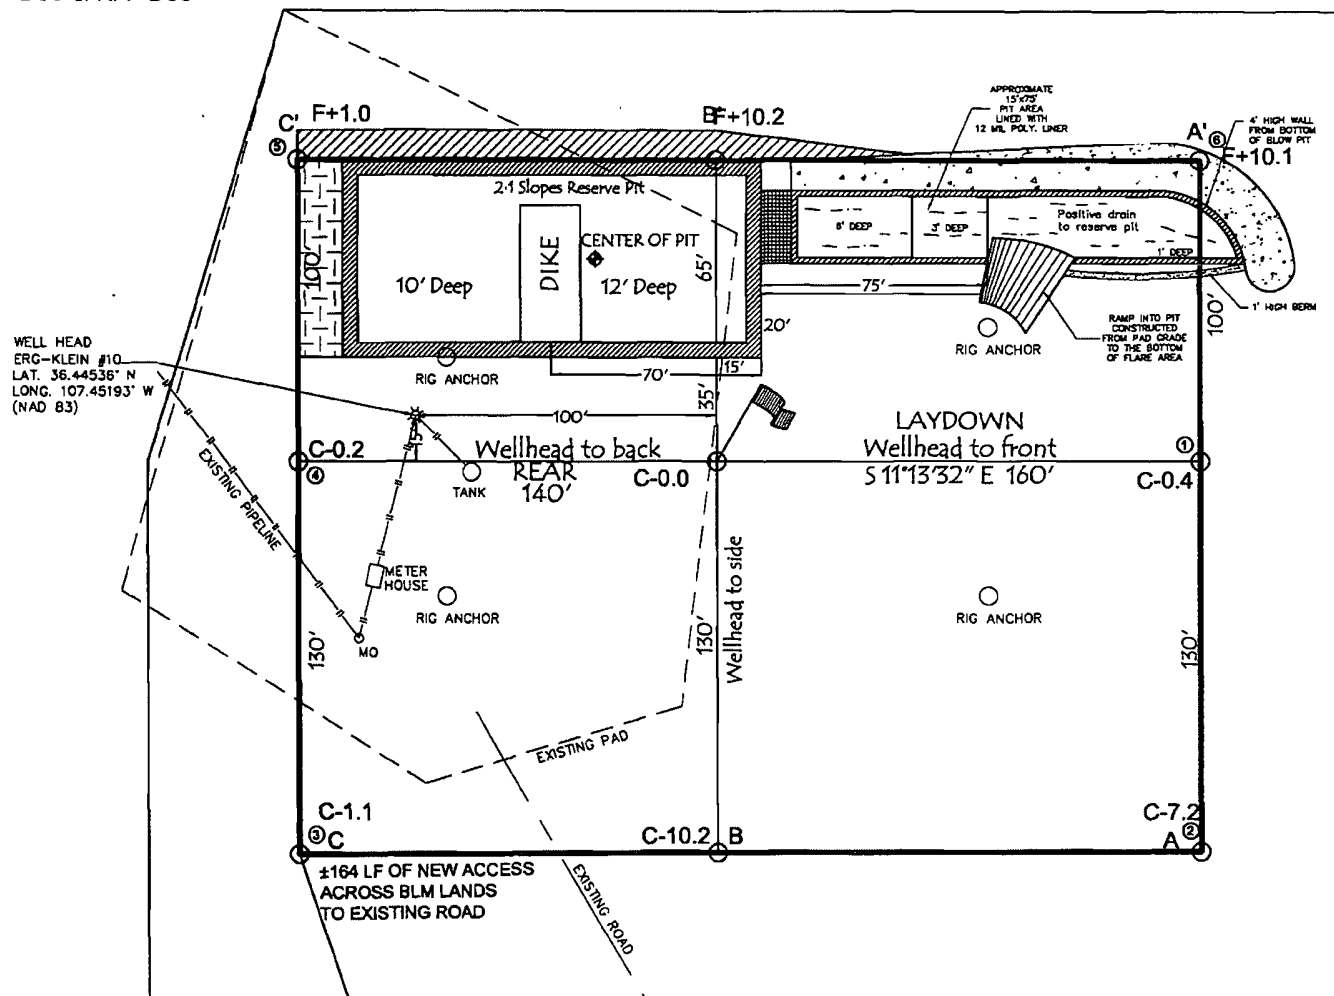 F+1.0
C'
⑤
B'
F+10.2
APPROXIMATE
15'x75'
PIT AREA
LINED WITH
12 MIL POLY. LINER
A'
⑥
F+10.1
4' HIGH WALL
FROM BOTTOM
OF BLOW PIT
2:1 Slopes Reserve Pit
CENTER OF PIT
DIKE
10' Deep
12' Deep
100'
65'
6' DEEP
3' DEEP
Positive drain
to reserve pit
1' DEEP
75'
20'
1' HIGH BERM
100'
RAMP INTO PIT
CONSTRUCTED
FROM PAD GRADE
TO THE BOTTOM
OF FLARE AREA
RIG ANCHOR
WELL HEAD
ERG-KLEIN #10
LAT. 36.44536° N
LONG. 107.45193° W
(NAD 83)
RIG ANCHOR
70'
15'
35'
100'
15'
LAYDOWN
Wellhead to front
S 11°13'32" E 160'
Wellhead to back
REAR
140'
C-0.2
④
TANK
C-0.0
①
C-0.4
EXISTING PIPELINE
METER
HOUSE
RIG ANCHOR
RIG ANCHOR
MO
130'
130'
Wellhead to side
130'
EXISTING PAD
C-1.1
③ C
C-10.2
B
C-7.2
②
A
±164 LF OF NEW ACCESS
ACROSS BLM LANDS
TO EXISTING ROAD
EXISTING ROAD